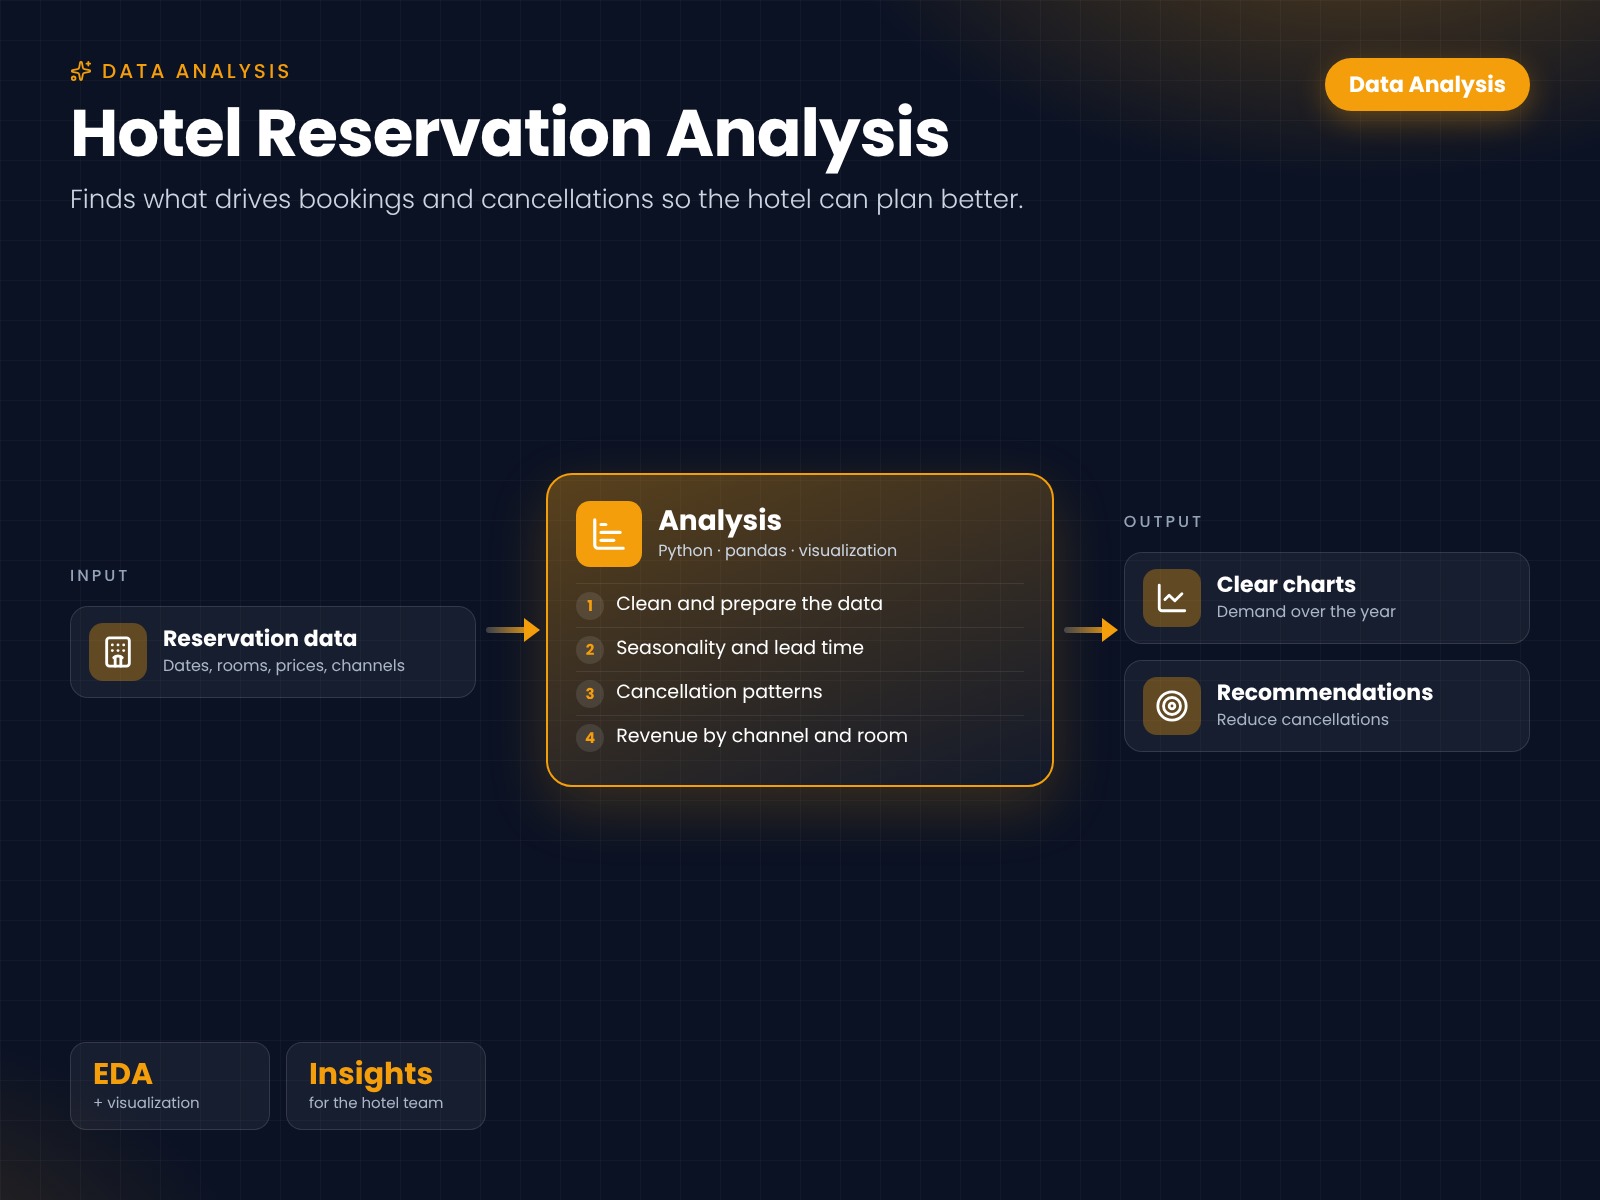 DATA ANALYSIS
Data Analysis
Hotel Reservation Analysis
Finds what drives bookings and cancellations so the hotel can plan better.
INPUT
Reservation data
Dates, rooms, prices, channels
Analysis
Python · pandas · visualization
1 Clean and prepare the data
2 Seasonality and lead time
3 Cancellation patterns
4 Revenue by channel and room
OUTPUT
Clear charts
Demand over the year
Recommendations
Reduce cancellations
EDA
+ visualization
Insights
for the hotel team